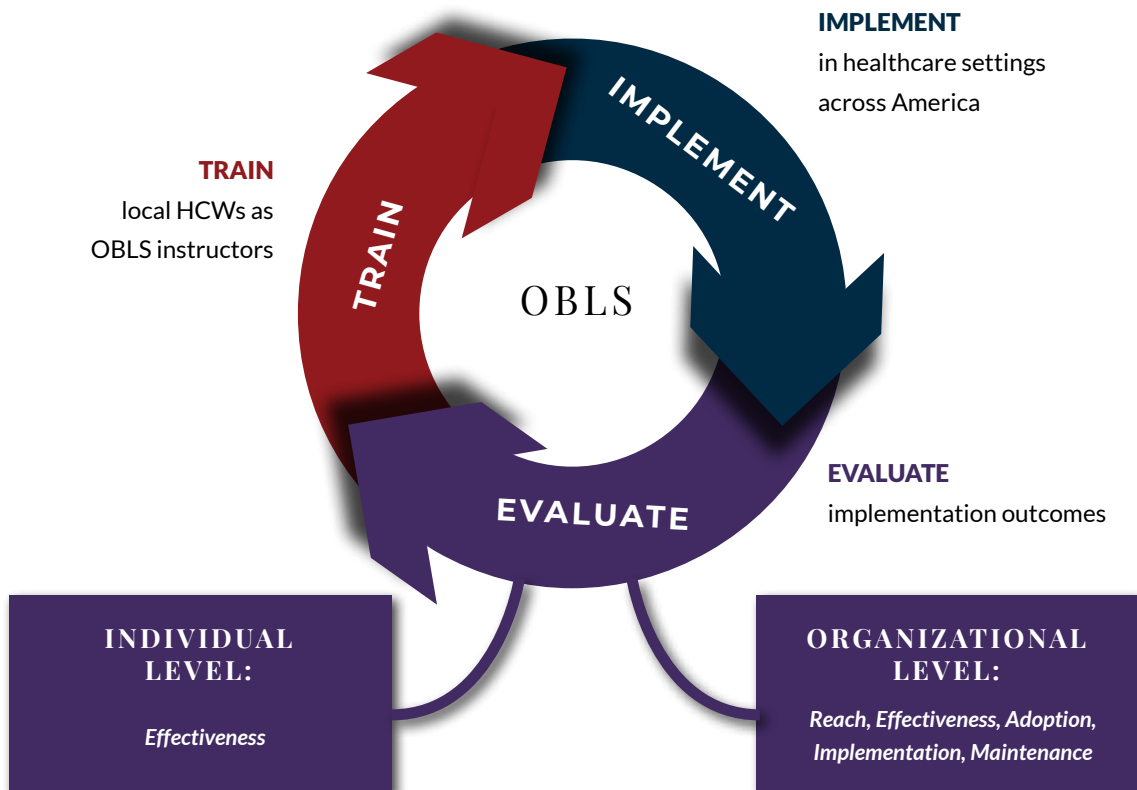 IMPLEMENT
in healthcare settings
across America
TRAIN
local HCWs as
OBLS instructors
IMPLEMENT
TRAIN
OBLS
EVALUATE
EVALUATE
implementation outcomes
INDIVIDUAL
LEVEL:
Effectiveness
ORGANIZATIONAL
LEVEL:
Reach, Effectiveness, Adoption,
Implementation, Maintenance